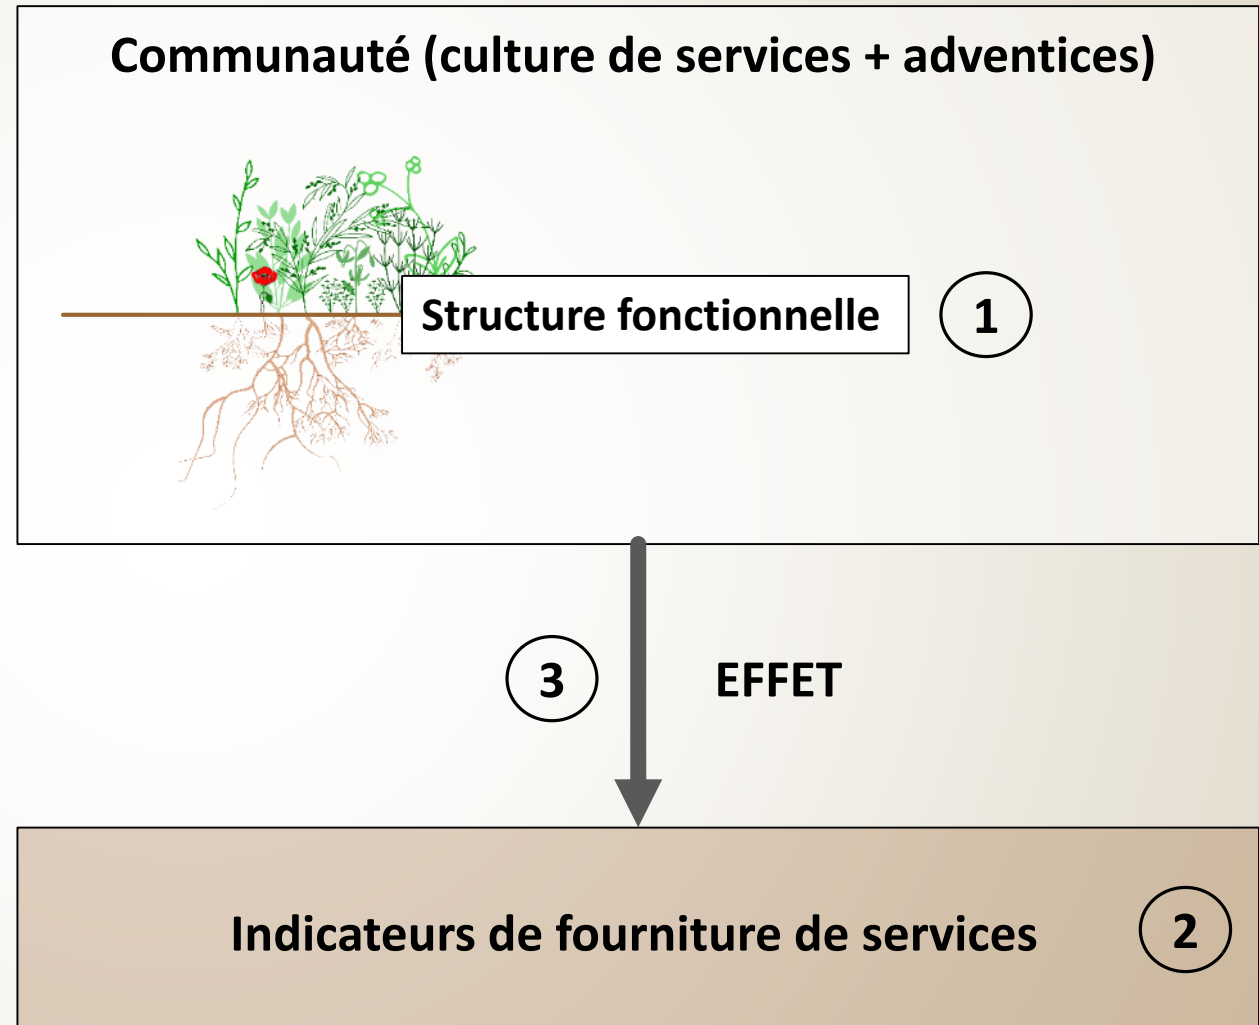 Communauté (culture de services + adventices)
Structure fonctionnelle
1
3
EFFET
Indicateurs de fourniture de services
2